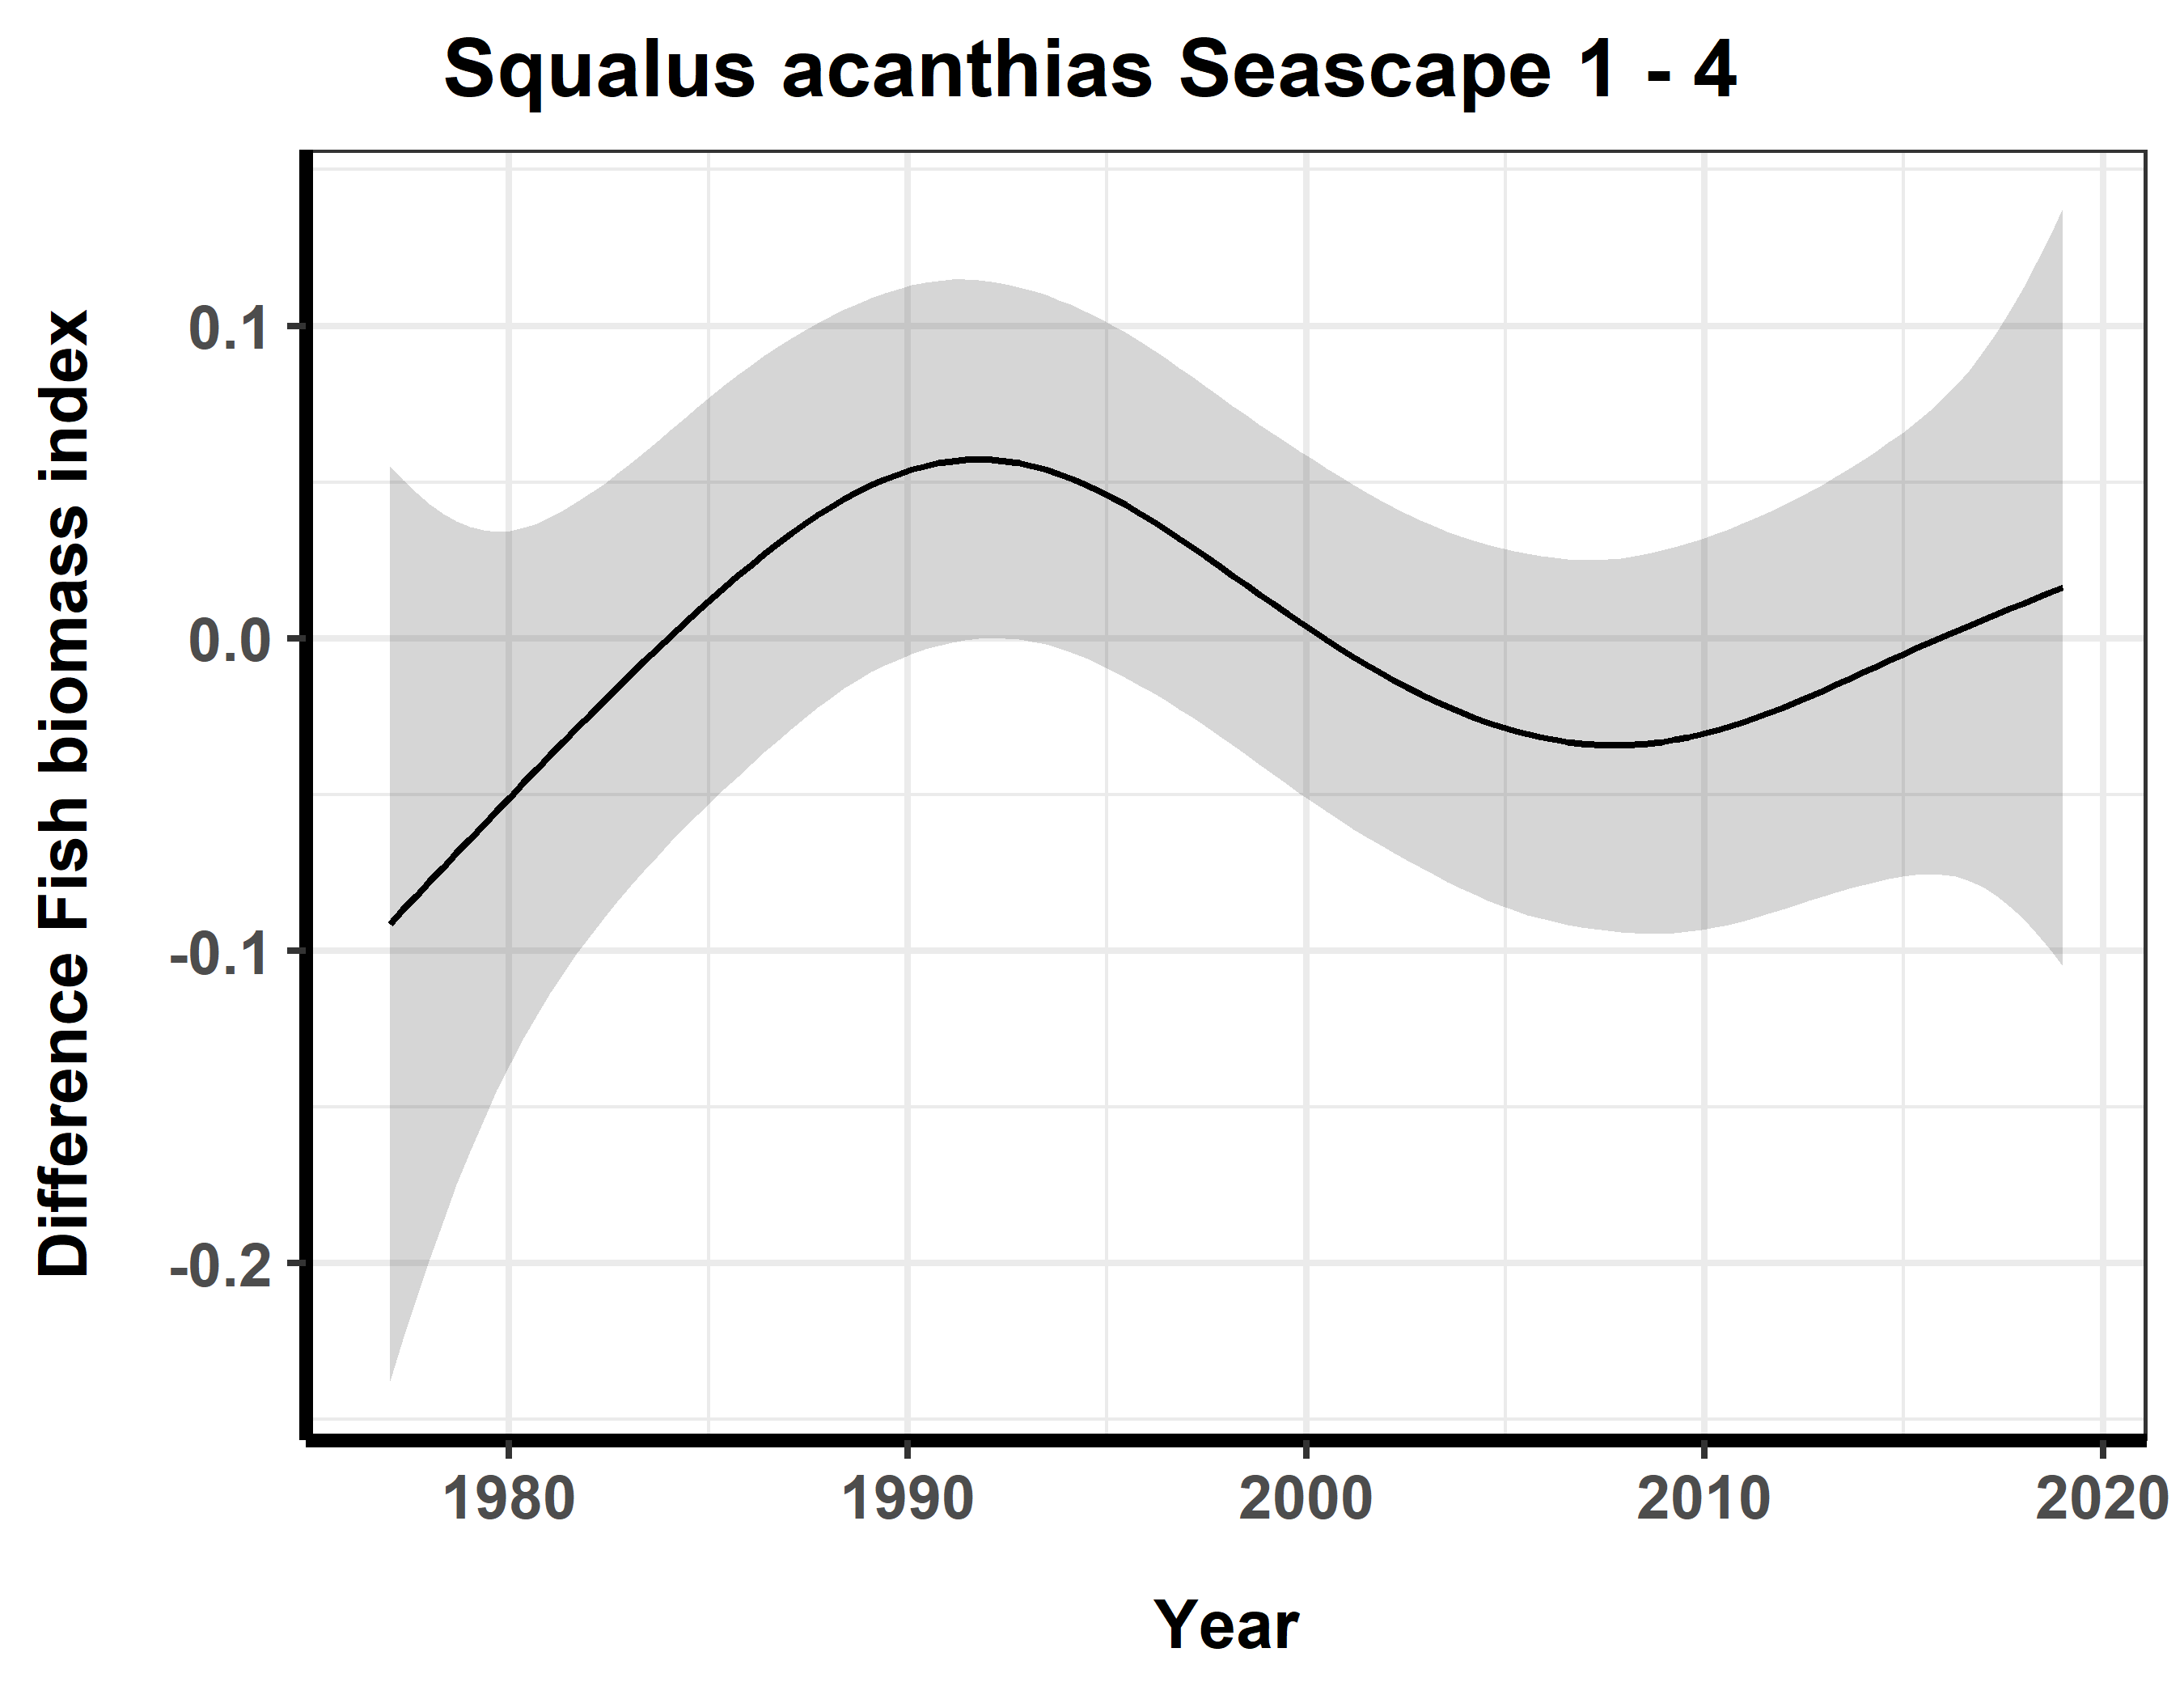 Squalus acanthias Seascape 1 - 4
Difference Fish biomass index
0.1
0.0
-0.1
-0.2
1980 1990 2000 2010 2020
Year